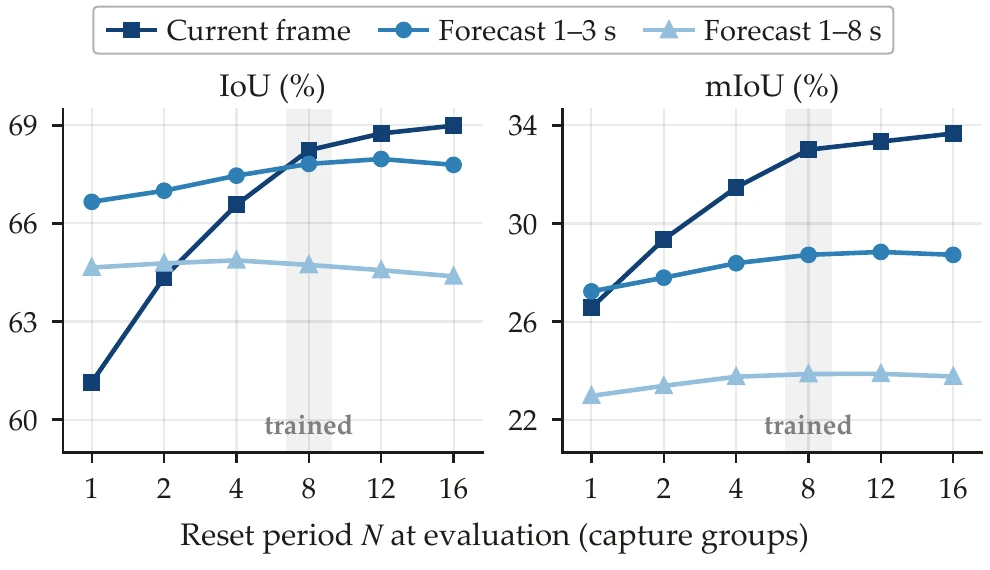 Current frame Forecast 1–3 s Forecast 1–8 s
IoU (%)
69
66
63
60
trained
1 2 4 8 12 16
mIoU (%)
34
30
26
22
trained
1 2 4 8 12 16
Reset period N at evaluation (capture groups)